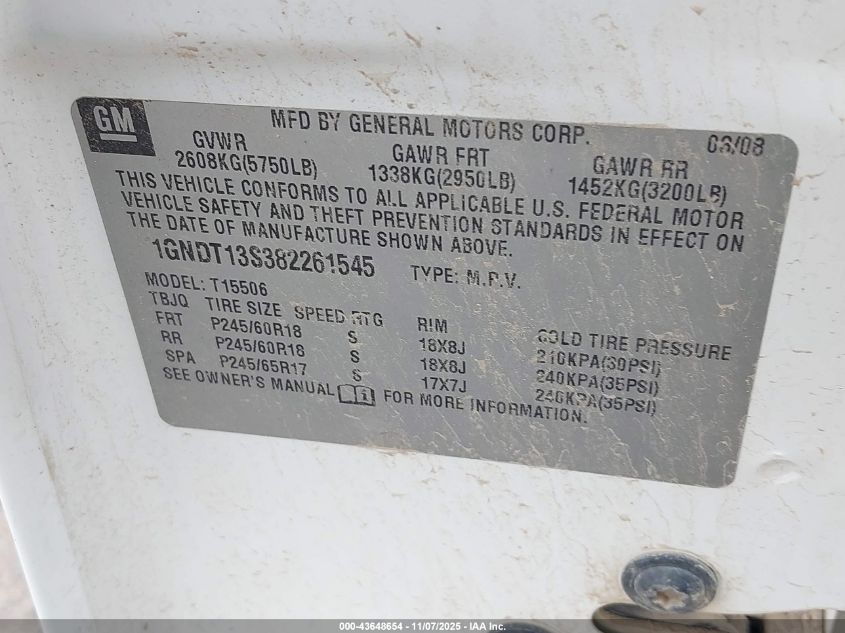 GM
MFD BY GENERAL MOTORS CORP. 06/08
GVWR GAWR FRT GAWR RR
2608KG(5750LB) 1338KG(2950LB) 1452KG(3200LB)
THIS VEHICLE CONFORMS TO ALL APPLICABLE U.S. FEDERAL MOTOR
VEHICLE SAFETY AND THEFT PREVENTION STANDARDS IN EFFECT ON
THE DATE OF MANUFACTURE SHOWN ABOVE.
1GNDT13S382261545 TYPE: M.P.V.
MODEL: T15506
TBJQ TIRE SIZE SPEED RTG RIM COLD TIRE PRESSURE
FRT P245/60R18 S 18X8J 210KPA(30PSI)
RR P245/60R18 S 18X8J 240KPA(35PSI)
SPA P245/65R17 S 17X7J 240KPA(35PSI)
SEE OWNER'S MANUAL FOR MORE INFORMATION.
000-43648654 - 11/07/2025 - IAA Inc.